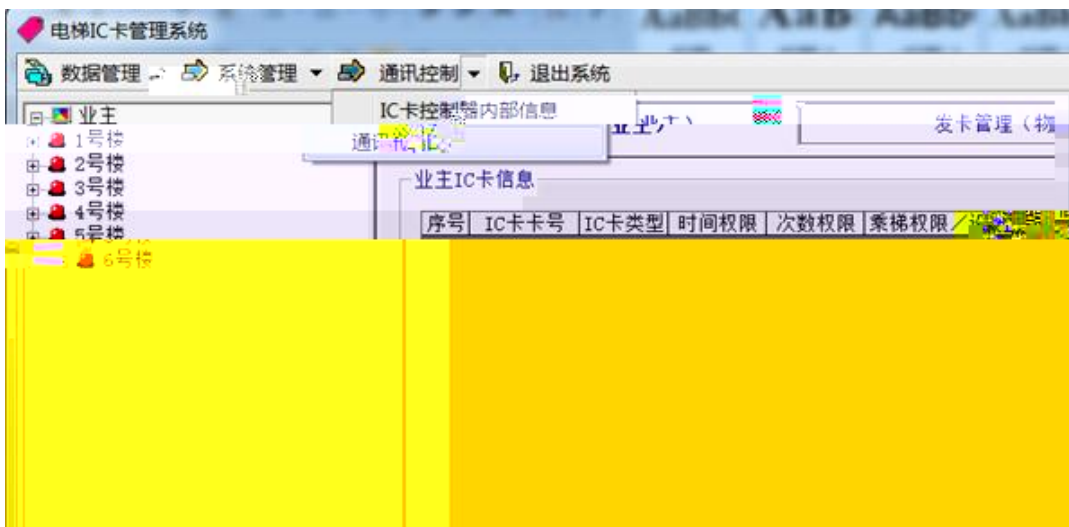 电梯IC卡管理系统
数据管理 系统管理 通讯控制 退出系统
业主
IC卡控制器内部信息
1号楼
发卡管理（物
2号楼
3号楼
业主IC卡信息
4号楼
序号 IC卡卡号 IC卡类型 时间权限 次数权限 乘梯权限
5号楼
6号楼